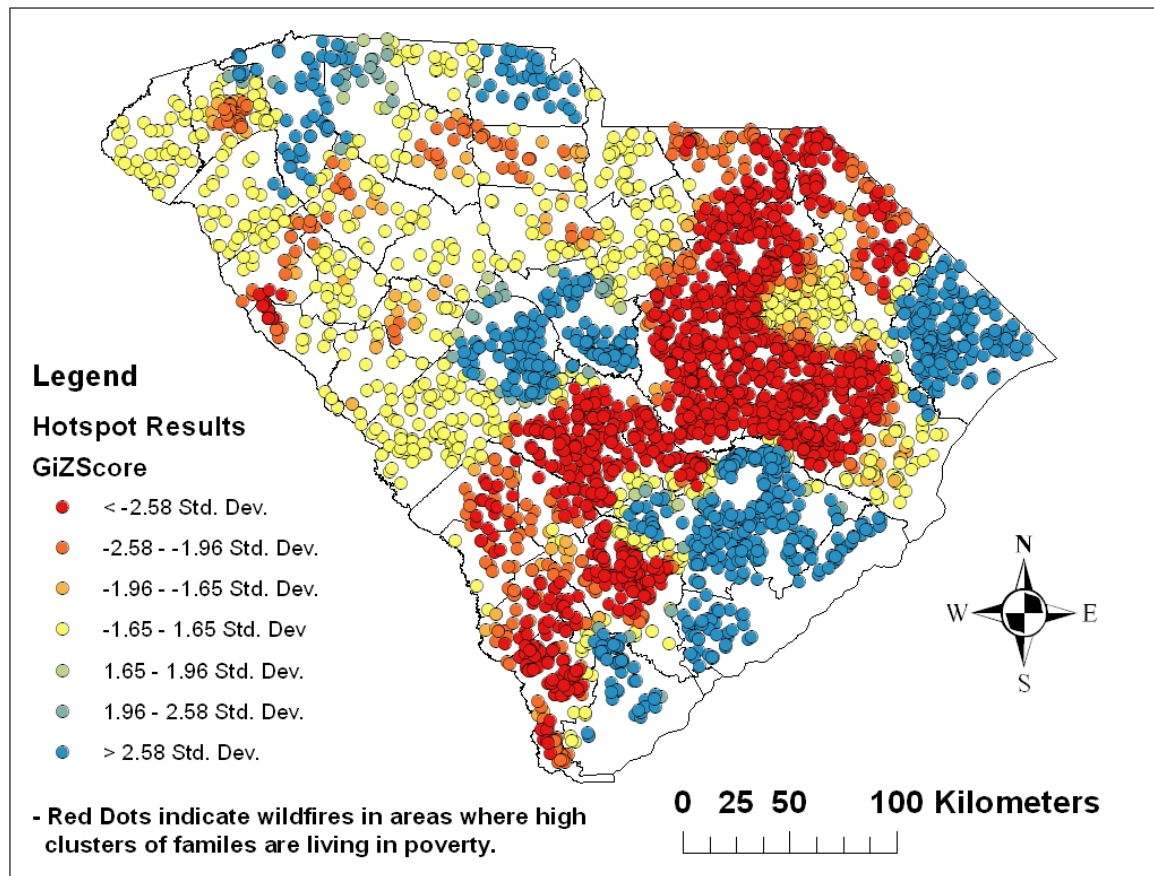 Legend
Hotspot Results
GiZScore
< -2.58 Std. Dev.
-2.58 - -1.96 Std. Dev.
-1.96 - -1.65 Std. Dev.
-1.65 - 1.65 Std. Dev
1.65 - 1.96 Std. Dev.
1.96 - 2.58 Std. Dev.
> 2.58 Std. Dev.
- Red Dots indicate wildfires in areas where high
clusters of familes are living in poverty.
N
W E
S
0 25 50 100 Kilometers